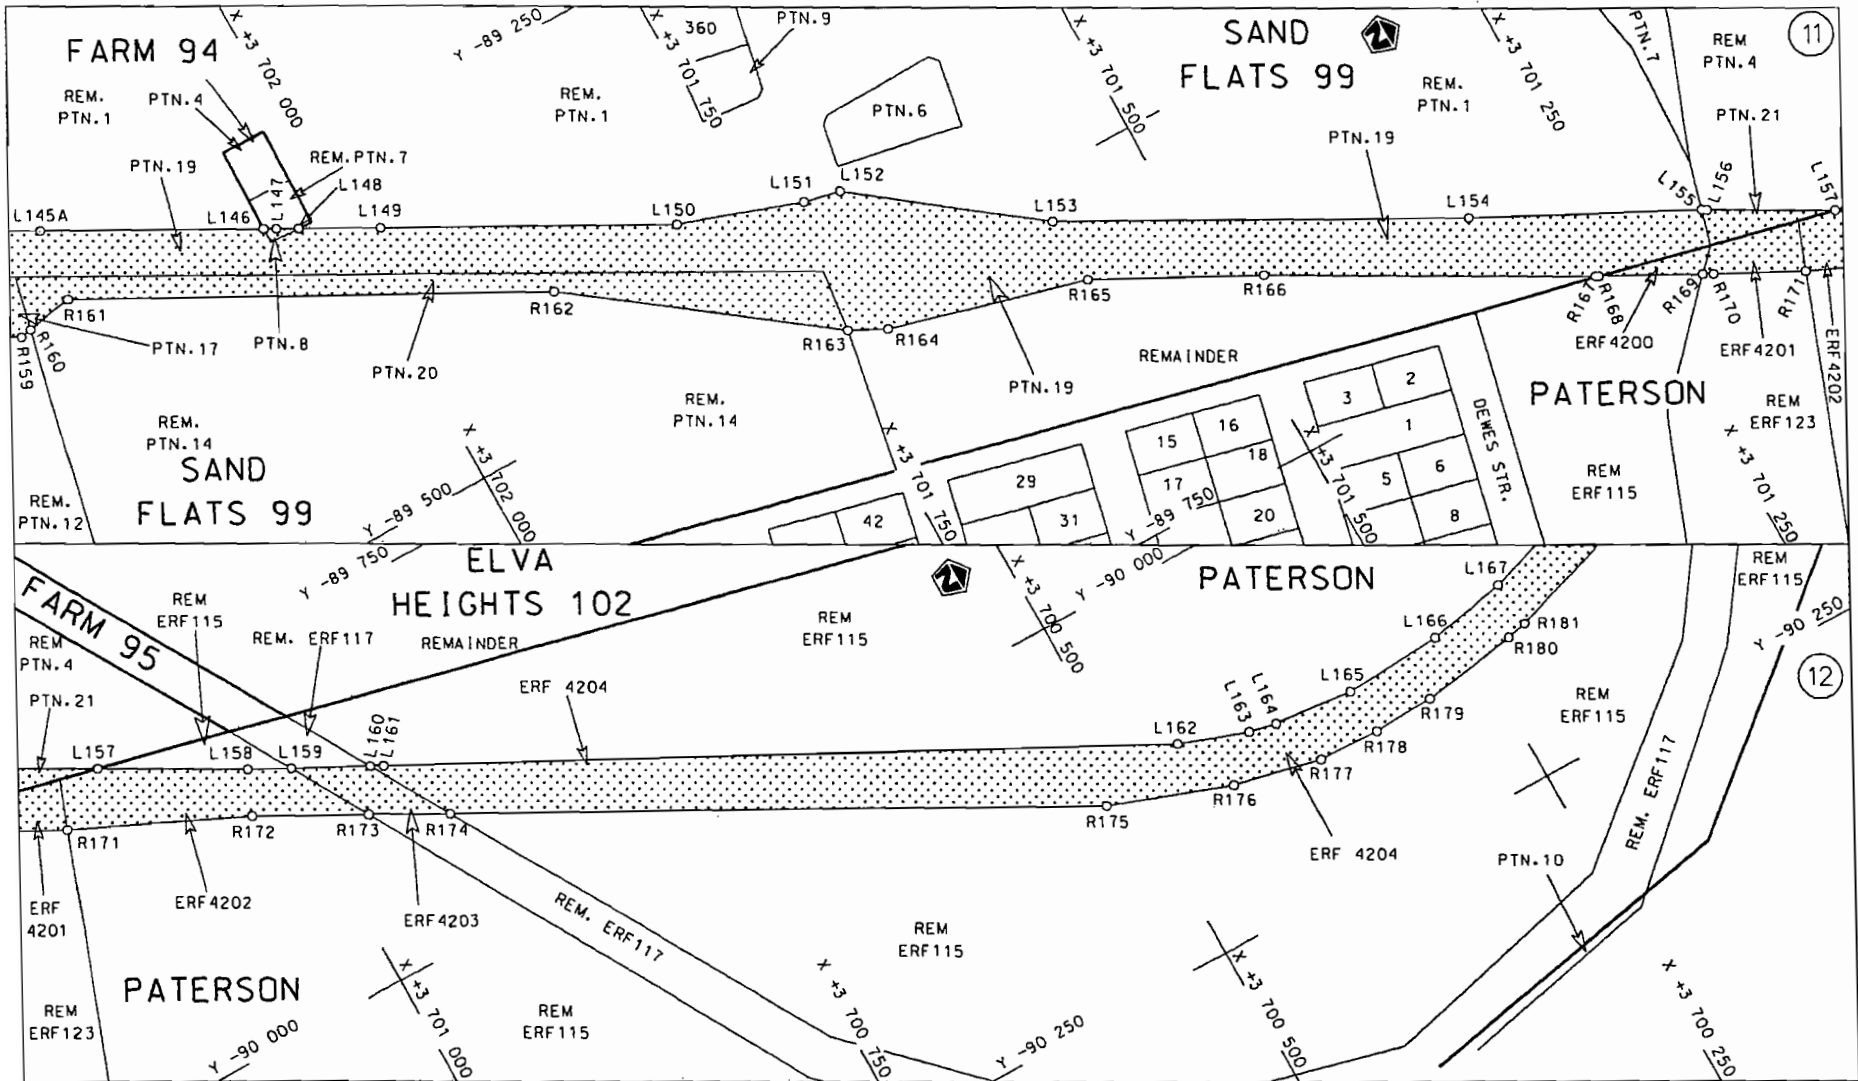 X +3 702 000
Y -89 250
X +3 701 750
360
PTN.9
X +3 701 500
SAND
FLATS 99
X +3 701 250
PTN.7
REM
PTN.4
11
FARM 94
REM.
PTN.1
PTN.4
REM.
PTN.1
PTN.6
REM.
PTN.1
PTN.21
PTN.19
REM.PTN.7
PTN.19
L145A
L146
L147
L148
L149
L150
L151
L152
L153
L154
L155
L156
L157
R159
R160
R161
R162
R163
R164
R165
R166
R167
R168
R169
R170
R171
PTN.17
PTN.8
PTN.20
PTN.19
REMAINDER
ERF4200
ERF4201
ERF4202
REM.
PTN.14
REM.
PTN.14
SAND
FLATS 99
REM.
PTN.12
Y -89 500
X +3 702 000
X +3 701 750
42
29
31
15
16
17
18
20
Y -89 750
X +3 701 500
3
2
1
5
6
8
DEWES STR.
PATERSON
REM
ERF123
REM
ERF115
X +3 701 250
FARM 95
REM
PTN.4
PTN.21
REM
ERF115
REM. ERF117
Y -89 750
ELVA
HEIGHTS 102
REMAINDER
ERF 4204
REM
ERF115
X +3 700 500
Y -90 000
PATERSON
REM
ERF115
Y -90 250
12
L157
L158
L159
L160
L161
L162
L163
L164
L165
L166
L167
R171
R172
R173
R174
R175
R176
R177
R178
R179
R180
R181
REM
ERF115
ERF
4201
ERF4202
ERF4203
REM. ERF117
ERF 4204
PTN.10
REM. ERF117
PATERSON
REM
ERF123
Y -90 000
X +3 701 000
REM
ERF115
REM
ERF115
X +3 700 750
Y -90 250
X +3 700 500
X +3 700 250